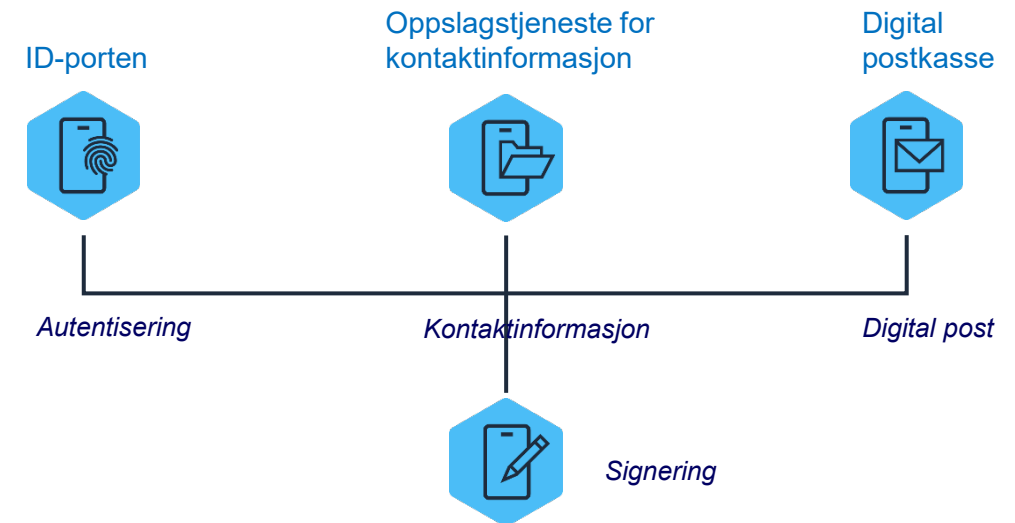 ID-porten
Oppslagstjeneste for
kontaktinformasjon
Digital
postkasse
Autentisering
Kontaktinformasjon
Digital post
Signering